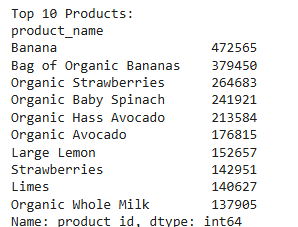 Top 10 Products:
product_name
Banana 472565
Bag of Organic Bananas 379450
Organic Strawberries 264683
Organic Baby Spinach 241921
Organic Hass Avocado 213584
Organic Avocado 176815
Large Lemon 152657
Strawberries 142951
Limes 140627
Organic Whole Milk 137905
Name: product_id, dtype: int64